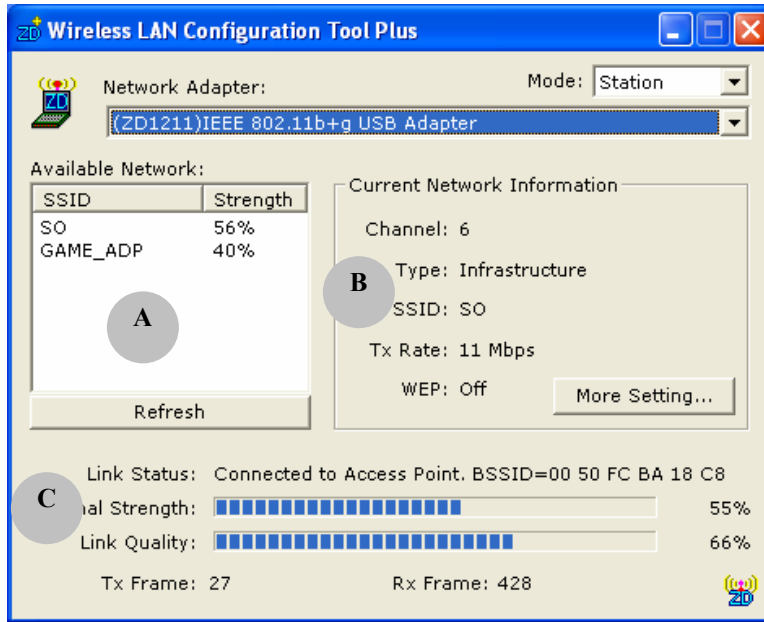 ZD Wireless LAN Configuration Tool Plus
Network Adapter:
Mode: Station
ZD
(ZD1211)IEEE 802.11b+g USB Adapter
Available Network:
SSID Strength
SO 56%
GAME_ADP 40%
A
Refresh
Current Network Information
Channel: 6
B
Type: Infrastructure
SSID: SO
Tx Rate: 11 Mbps
WEP: Off
More Setting...
Link Status: Connected to Access Point. BSSID=00 50 FC BA 18 C8
C
Strength: 55%
Link Quality: 66%
Tx Frame: 27 Rx Frame: 428
ZD